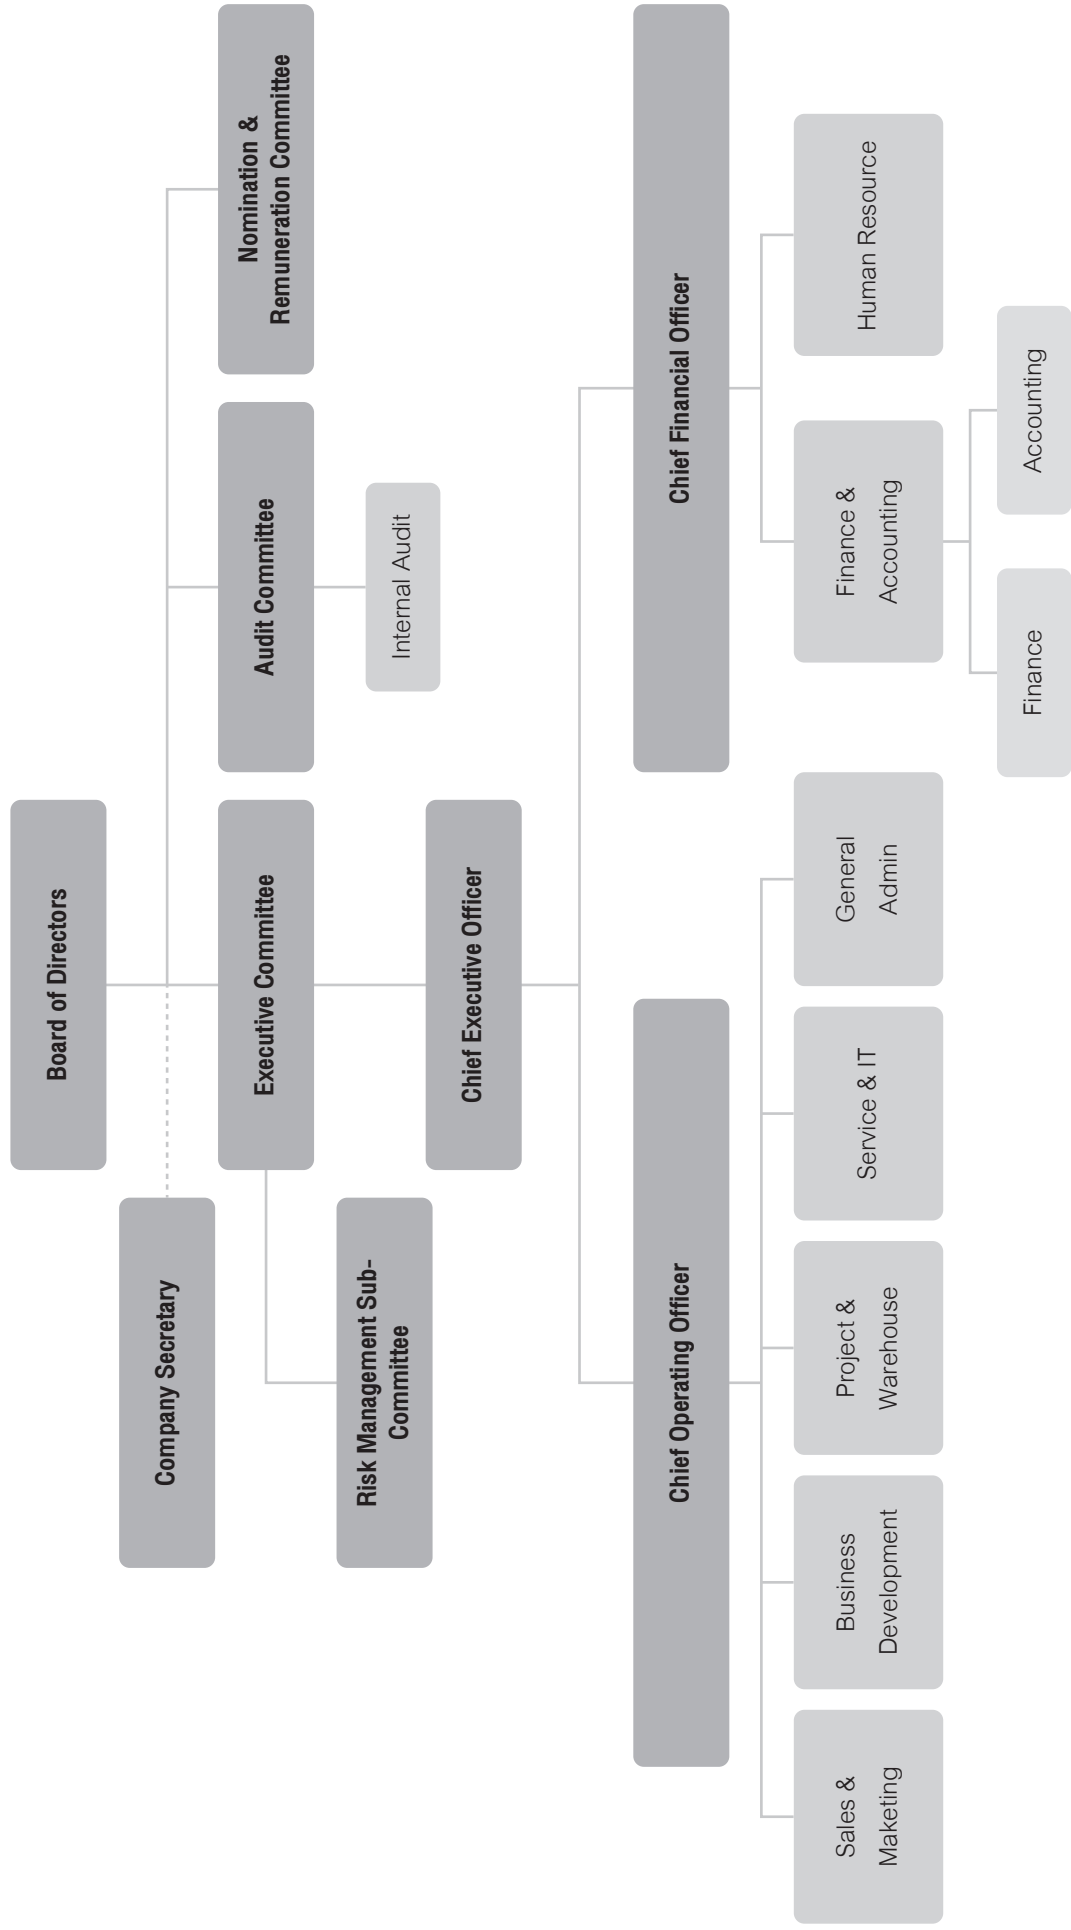 Board of Directors
Company Secretary
Executive Committee
Audit Committee
Nomination &
Remuneration Committee
Risk Management Sub-
Committee
Internal Audit
Chief Executive Officer
Chief Operating Officer
Chief Financial Officer
Sales &
Maketing
Business
Development
Project &
Warehouse
Service & IT
General
Admin
Finance &
Accounting
Human Resource
Finance
Accounting